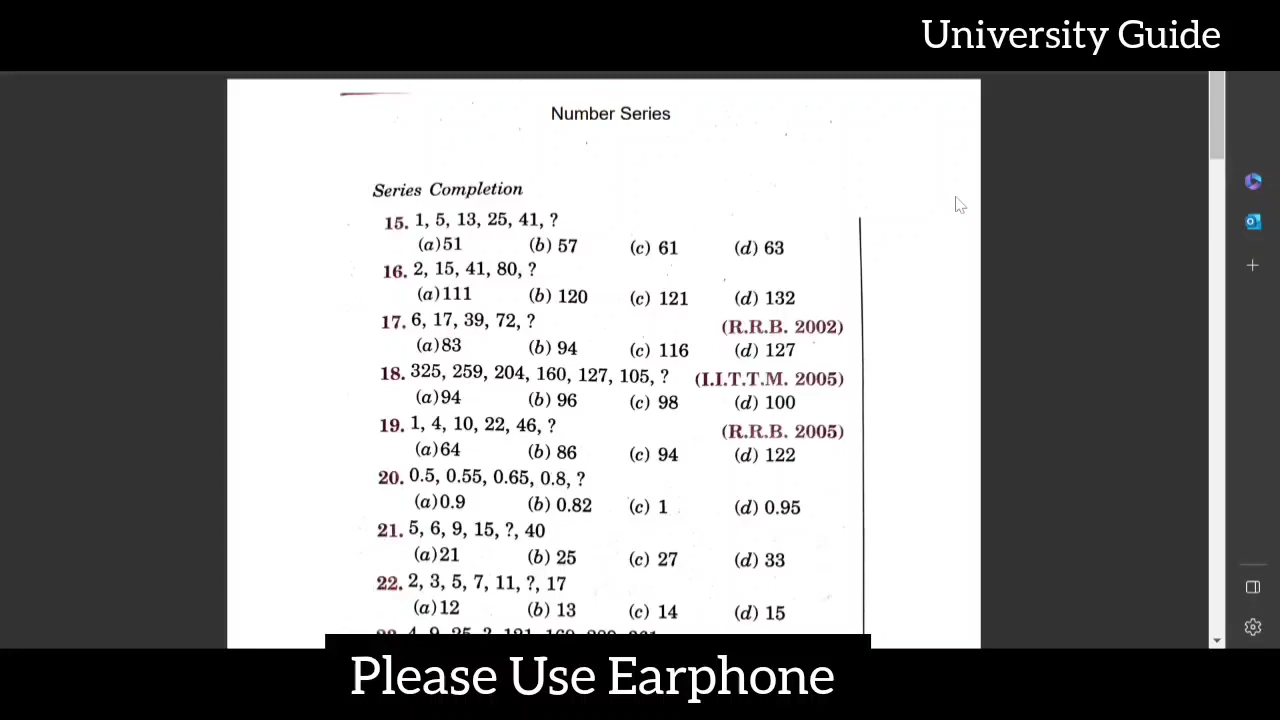 University Guide
Number Series
Series Completion
15. 1, 5, 13, 25, 41, ?
(a) 51 (b) 57 (c) 61 (d) 63
16. 2, 15, 41, 80, ?
(a) 111 (b) 120 (c) 121 (d) 132
17. 6, 17, 39, 72, ? (R.R.B. 2002)
(a) 83 (b) 94 (c) 116 (d) 127
18. 325, 259, 204, 160, 127, 105, ? (I.I.T.T.M. 2005)
(a) 94 (b) 96 (c) 98 (d) 100
19. 1, 4, 10, 22, 46, ? (R.R.B. 2005)
(a) 64 (b) 86 (c) 94 (d) 122
20. 0.5, 0.55, 0.65, 0.8, ?
(a) 0.9 (b) 0.82 (c) 1 (d) 0.95
21. 5, 6, 9, 15, ?, 40
(a) 21 (b) 25 (c) 27 (d) 33
22. 2, 3, 5, 7, 11, ?, 17
(a) 12 (b) 13 (c) 14 (d) 15
Please Use Earphone